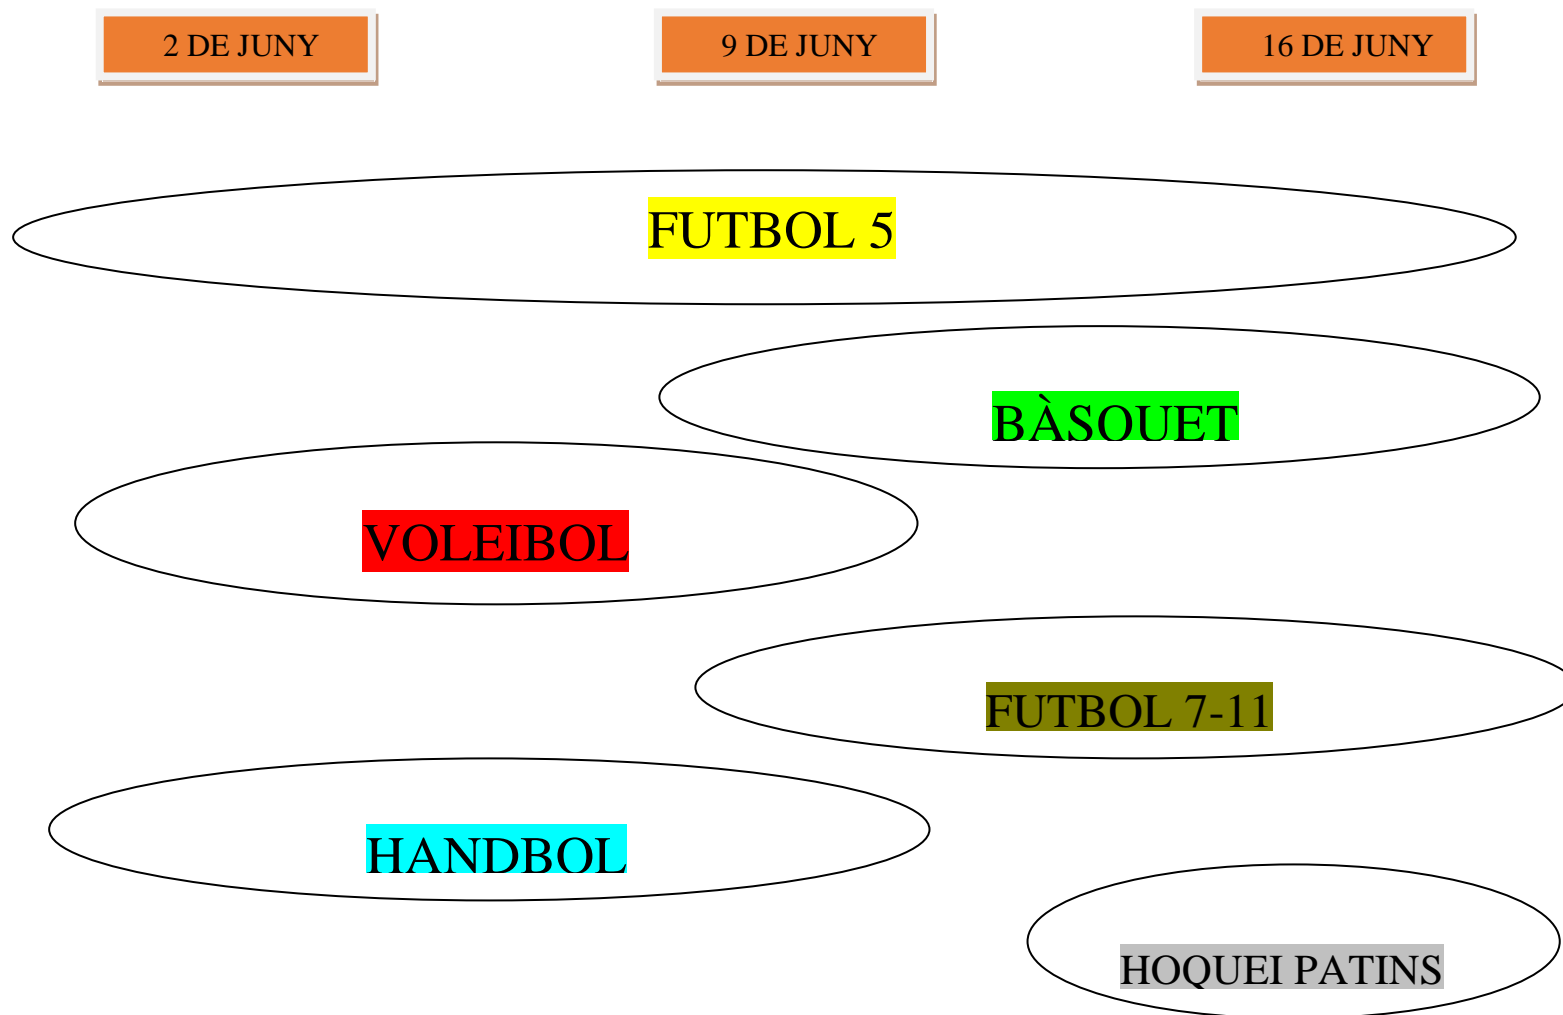 2 DE JUNY
9 DE JUNY
16 DE JUNY
FUTBOL 5
BÀSQUET
VOLEIBOL
FUTBOL 7-11
HANDBOL
HOQUEI PATINS